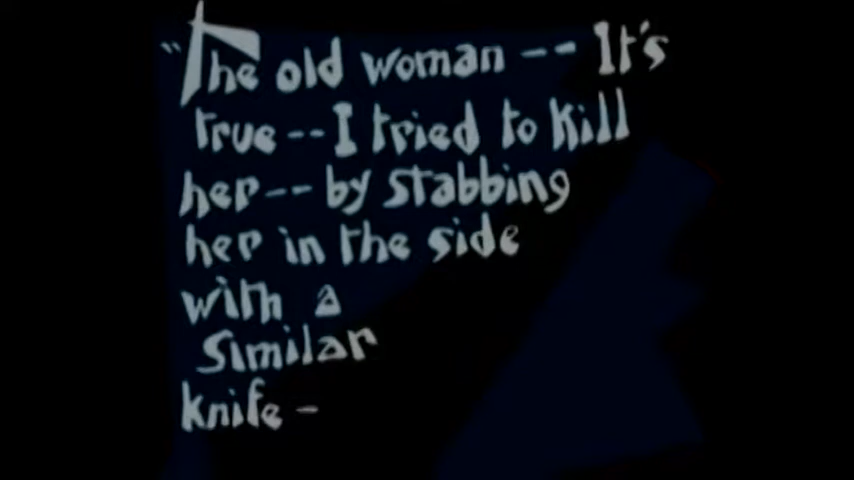 "The old woman -- It's
true -- I tried to kill
her -- by stabbing
her in the side
with a
similar
knife -